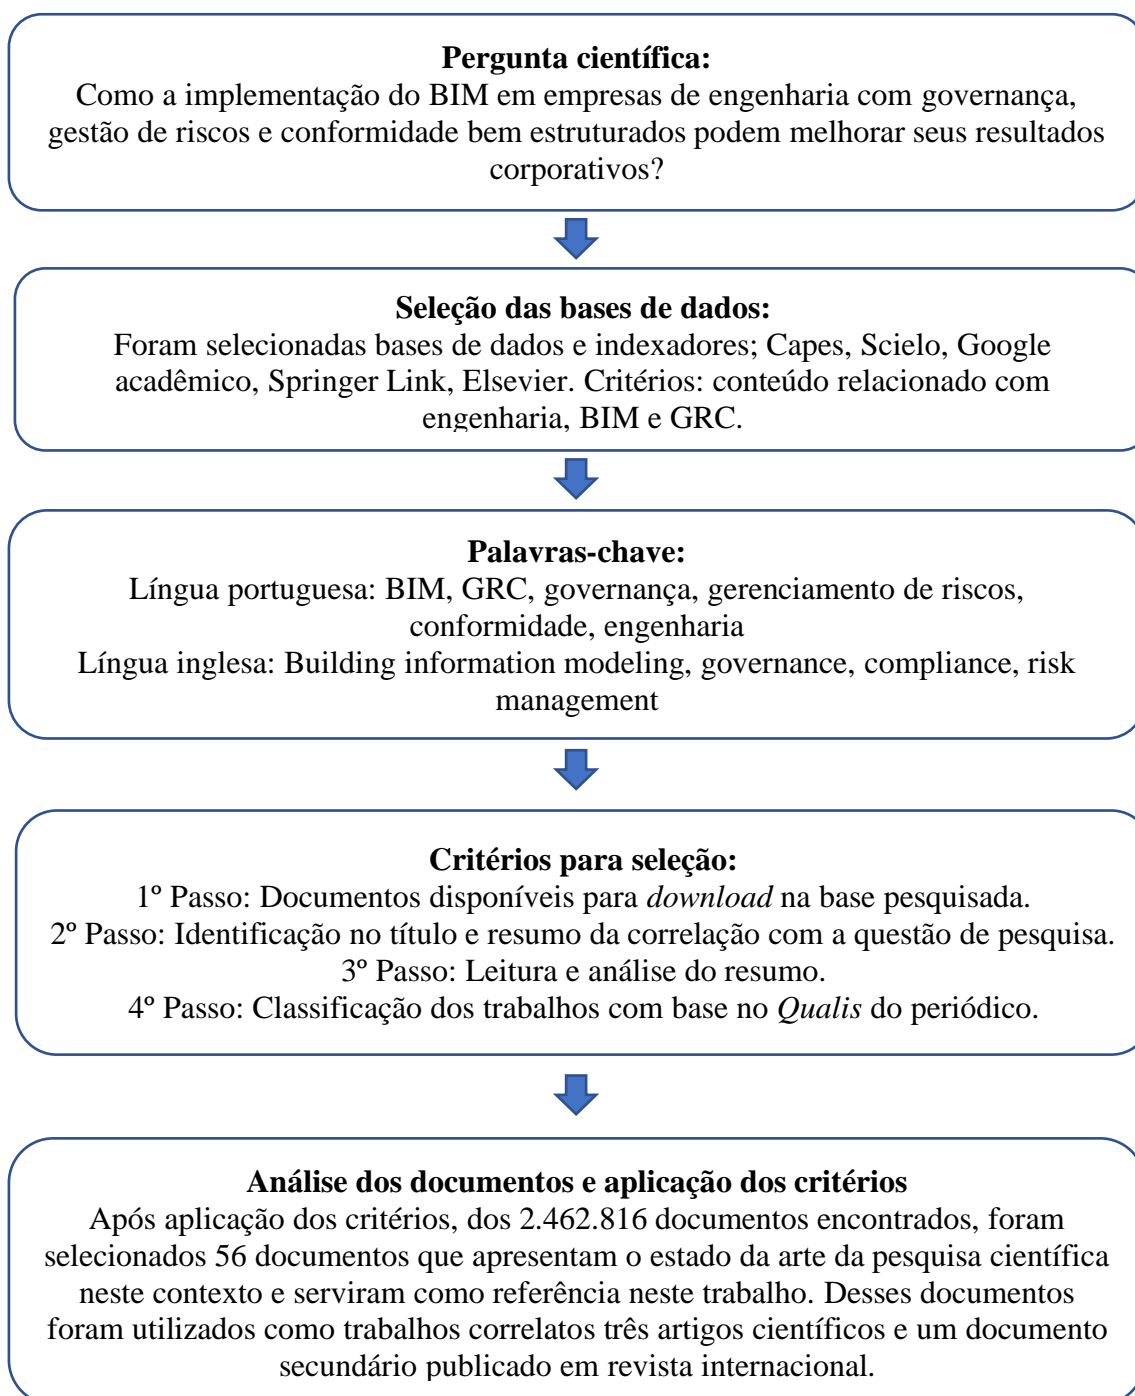 Pergunta científica:
Como a implementação do BIM em empresas de engenharia com governança,
gestão de riscos e conformidade bem estruturados podem melhorar seus resultados
corporativos?
Seleção das bases de dados:
Foram selecionadas bases de dados e indexadores; Capes, Scielo, Google
acadêmico, Springer Link, Elsevier. Critérios: conteúdo relacionado com
engenharia, BIM e GRC.
Palavras-chave:
Língua portuguesa: BIM, GRC, governança, gerenciamento de riscos,
conformidade, engenharia
Língua inglesa: Building information modeling, governance, compliance, risk
management
Critérios para seleção:
1º Passo: Documentos disponíveis para download na base pesquisada.
2º Passo: Identificação no título e resumo da correlação com a questão de pesquisa.
3º Passo: Leitura e análise do resumo.
4º Passo: Classificação dos trabalhos com base no Qualis do periódico.
Análise dos documentos e aplicação dos critérios
Após aplicação dos critérios, dos 2.462.816 documentos encontrados, foram
selecionados 56 documentos que apresentam o estado da arte da pesquisa científica
neste contexto e serviram como referência neste trabalho. Desses documentos
foram utilizados como trabalhos correlatos três artigos científicos e um documento
secundário publicado em revista internacional.